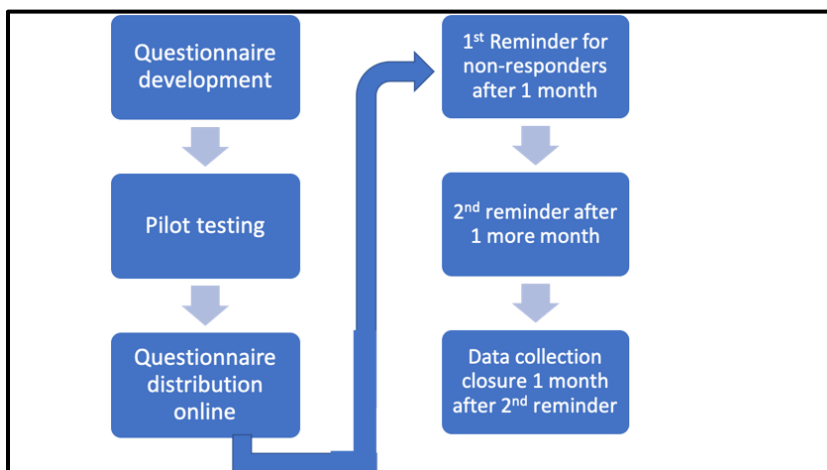 Questionnaire
development
Pilot testing
Questionnaire
distribution
online
1st Reminder for
non-responders
after 1 month
2nd reminder after
1 more month
Data collection
closure 1 month
after 2nd reminder